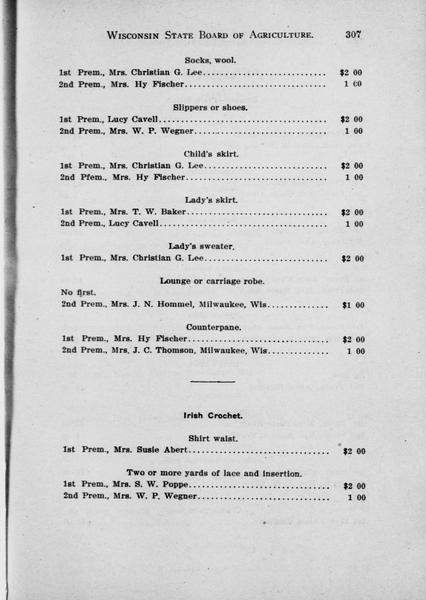 WISCONSIN STATE BOARD OF AGRICULTURE. 307
Socks, wool.
1st Prem., Mrs. Christian G. Lee............................ $2 00
2nd Prem., Mrs. Hy Fischer................................ 1 00
Slippers or shoes.
1st Prem., Lucy Cavell...................................... $2 00
2nd Prem., Mrs. W. P. Wegner.............................. 1 00
Child's skirt.
1st Prem., Mrs. Christian G. Lee............................ $2 00
2nd Pfem., Mrs. Hy Fischer................................ 1 00
Lady's skirt.
1st Prem., Mrs. T. W. Baker................................ $2 00
2nd Prem., Lucy Cavell...................................... 1 00
Lady's sweater.
1st Prem., Mrs. Christian G. Lee............................ $2 00
Lounge or carriage robe.
No first.
2nd Prem., Mrs. J. N. Hommel, Milwaukee, Wis.............. $1 00
Counterpane.
1st Prem., Mrs. Hy Fischer................................ $2 00
2nd Prem., Mrs. J. C. Thomson, Milwaukee, Wis.............. 1 00
Irish Crochet.
Shirt waist.
1st Prem., Mrs. Susie Abert................................ $2 00
Two or more yards of lace and insertion.
1st Prem., Mrs. S. W. Poppe................................ $2 00
2nd Prem., Mrs. W. P. Wegner.............................. 1 00